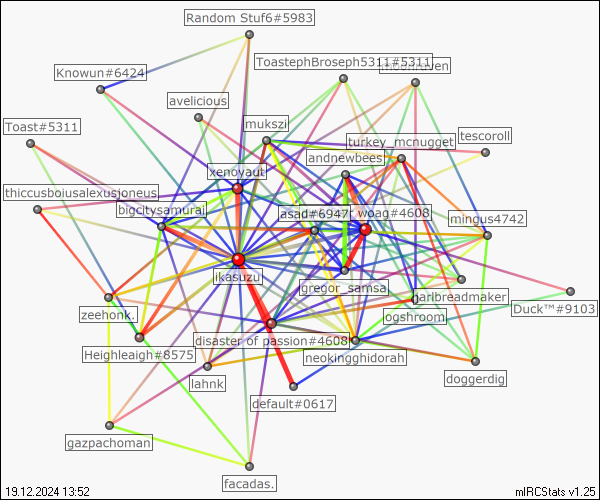 Random Stuf6#5983
ToastephBroseph5311#5311
Knowun#6424
avelicious
mukszi
Toast#5311
turkey_mcnugget
tescoroll
andnewbees
xenoyaut
thiccusboiusalexusioneus
bigcitysamurai
asad#6947
woag#4608
mingus4742
ikasuzu
gregor_samsa
garlbreadmaker
zeehonk.
ogshroom
Duck™#9103
disaster of passion#4608
Heighleaigh#8575
neokingghidorah
lahnk
doggerdig
default#0617
gazpachoman
facadas.
19.12.2024 13:52
mIRCStats v1.25